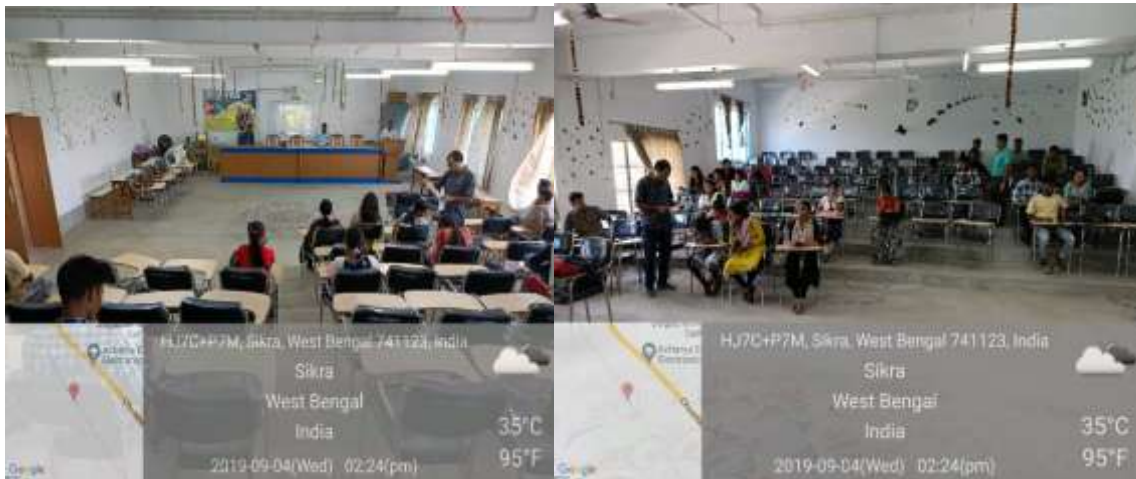 HJ7C+P7M, Sikra, West Bengal 741123, India
Sikra
West Bengal
India
2019-09-04(Wed) 02:24(pm)
35°C
95°F
Google
HJ7C+P7M, Sikra, West Bengal 741123, India
Sikra
West Bengal
India
2019-09-04(Wed) 02:24(pm)
35°C
95°F
Google